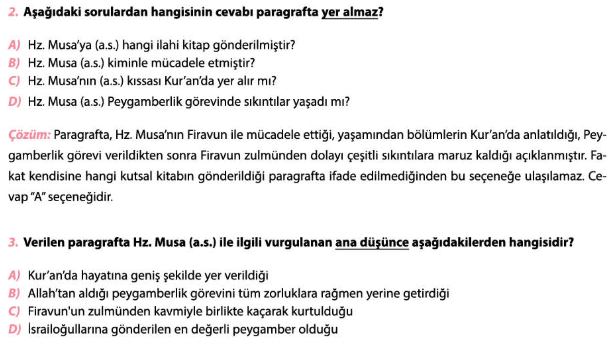 2. Aşağıdaki sorulardan hangisinin cevabı paragrafta yer almaz?
A) Hz. Musa'ya (a.s.) hangi ilahi kitap gönderilmiştir?
B) Hz. Musa (a.s.) kiminle mücadele etmiştir?
C) Hz. Musa'nın (a.s.) kıssası Kur'an'da yer alır mı?
D) Hz. Musa (a.s.) Peygamberlik görevinde sıkıntılar yaşadı mı?
Çözüm: Paragrafta, Hz. Musa'nın Firavun ile mücadele ettiği, yaşamından bölümlerin Kur'an'da anlatıldığı, Pey-
gamberlik görevi verildikten sonra Firavun zulmünden dolayı çeşitli sıkıntılara maruz kaldığı açıklanmıştır. Fa-
kat kendisine hangi kutsal kitabın gönderildiği paragrafta ifade edilmediğinden bu seçeneğe ulaşılamaz. Ce-
vap "A" seçeneğidir.
3. Verilen paragrafta Hz. Musa (a.s.) ile ilgili vurgulanan ana düşünce aşağıdakilerden hangisidir?
A) Kur'an'da hayatına geniş şekilde yer verildiği
B) Allah'tan aldığı peygamberlik görevini tüm zorluklara rağmen yerine getirdiği
C) Firavun'un zulmünden kavmiyle birlikte kaçarak kurtulduğu
D) İsrailoğullarına gönderilen en değerli peygamber olduğu